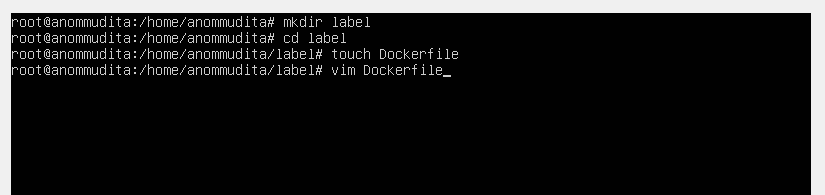 root@anommudita:/home/anommudita# mkdir label
root@anommudita:/home/anommudita# cd label
root@anommudita:/home/anommudita/label# touch Dockerfile
root@anommudita:/home/anommudita/label# vim Dockerfile_